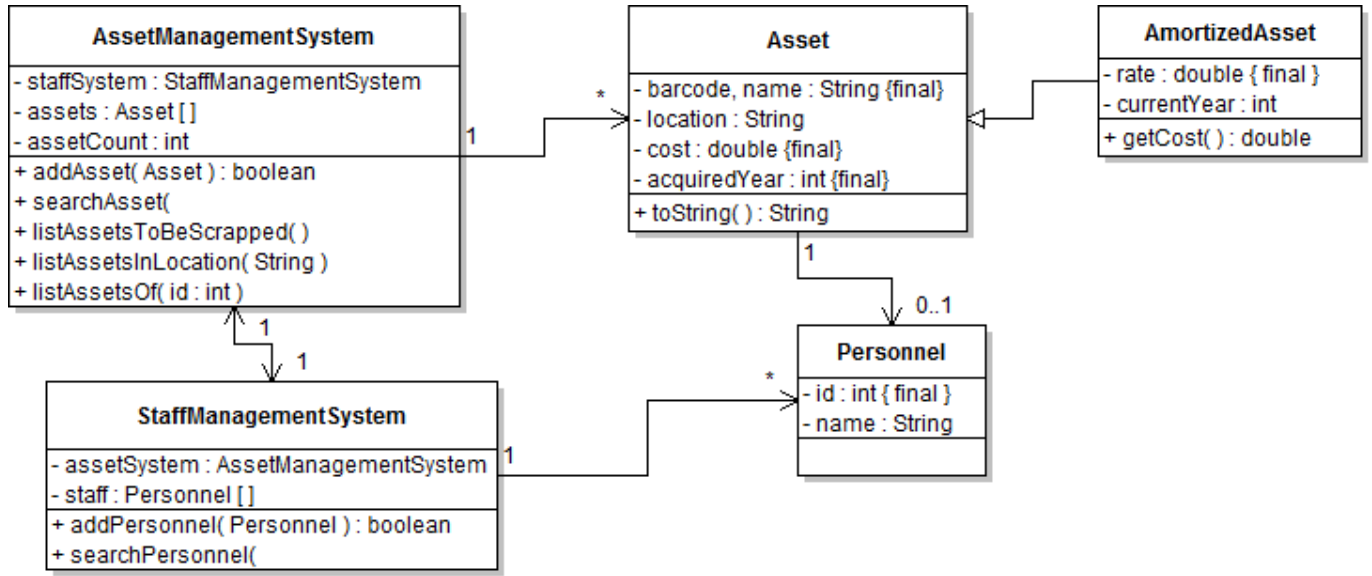 AssetManagementSystem
- staffSystem : StaffManagementSystem
- assets : Asset [ ]
- assetCount : int
+ addAsset( Asset ) : boolean
+ searchAsset(
+ listAssetsToBeScrapped( )
+ listAssetsInLocation( String )
+ listAssetsOf( id : int )
1
*
Asset
- barcode, name : String {final}
- location : String
- cost : double {final}
- acquiredYear : int {final}
+ toString( ) : String
AmortizedAsset
- rate : double { final }
- currentYear : int
+ getCost( ) : double
1
0..1
1
1
StaffManagementSystem
- assetSystem : AssetManagementSystem
- staff : Personnel [ ]
+ addPersonnel( Personnel ) : boolean
+ searchPersonnel(
1
*
Personnel
- id : int { final }
- name : String